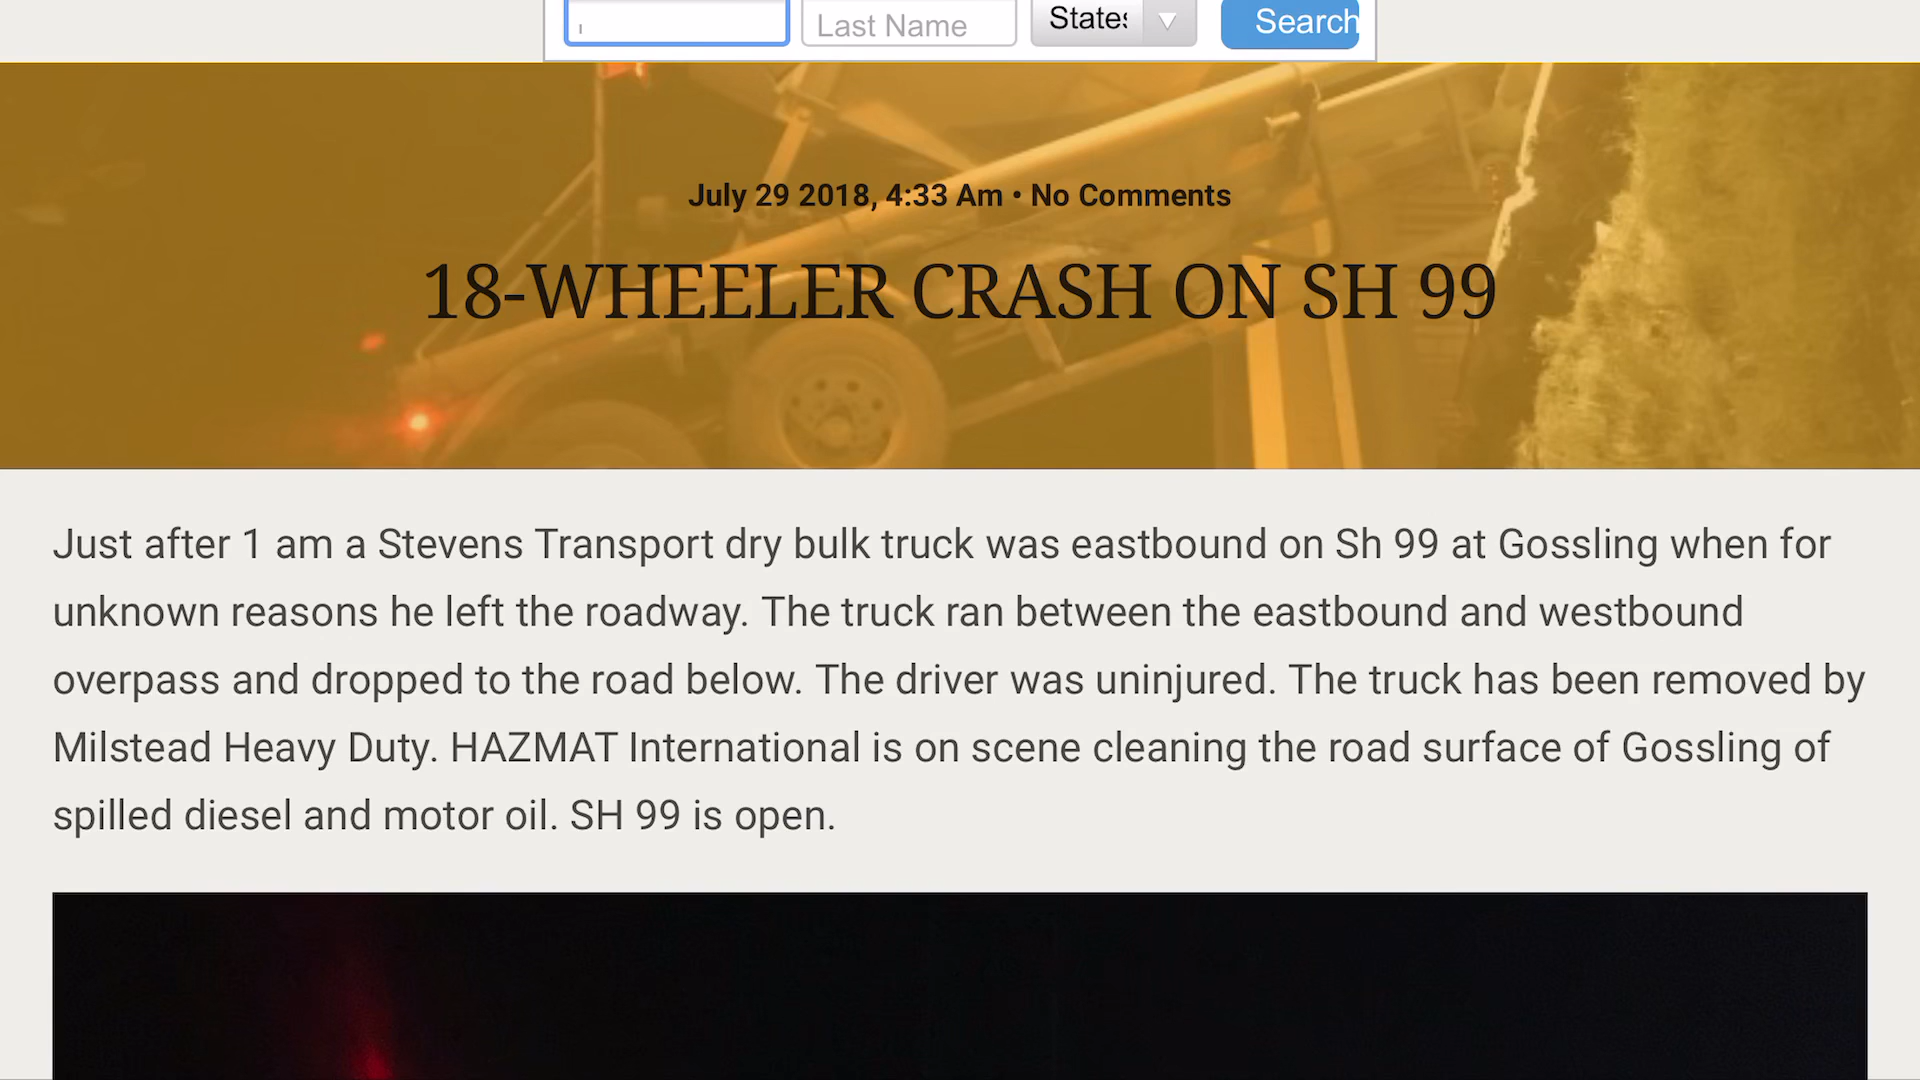 Last Name
States
Search
July 29 2018, 4:33 Am • No Comments
18-WHEELER CRASH ON SH 99
Just after 1 am a Stevens Transport dry bulk truck was eastbound on Sh 99 at Gossling when for
unknown reasons he left the roadway. The truck ran between the eastbound and westbound
overpass and dropped to the road below. The driver was uninjured. The truck has been removed by
Milstead Heavy Duty. HAZMAT International is on scene cleaning the road surface of Gossling of
spilled diesel and motor oil. SH 99 is open.